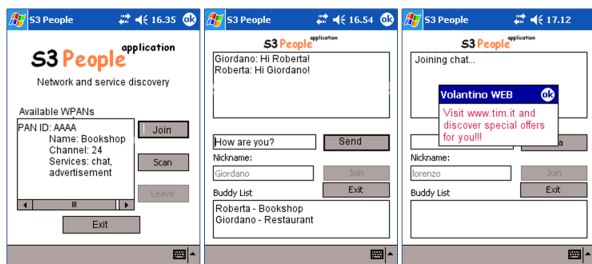 S3 People
16.35
ok
S3 People application
Network and service discovery
Available WPANs
PAN ID: AAAA
Name: Bookshop
Channel: 24
Services: chat,
advertisement
Join
Scan
Leave
Exit
S3 People
16.54
ok
S3 People application
Giordano: Hi Roberta!
Roberta: Hi Giordano!
How are you?
Send
Nickname:
Giordano
Join
Buddy List
Exit
Roberta - Bookshop
Giordano - Restaurant
S3 People
17.12
S3 People application
Joining chat...
Volantino WEB
ok
Visit www.tim.it and
discover special offers
for you!!!
a
Nickname:
lorenzo
Join
Buddy List
Exit